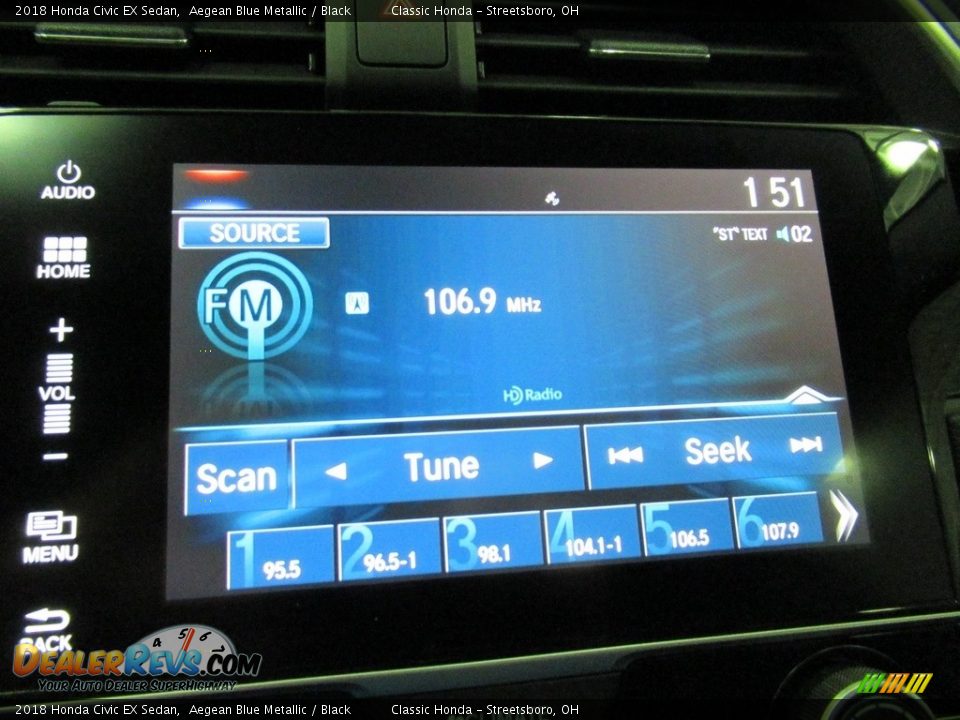 2018 Honda Civic EX Sedan, Aegean Blue Metallic / Black Classic Honda - Streetsboro, OH
AUDIO
1 51
SOURCE
"ST" TEXT 02
HOME
FM
106.9 MHz
+
VOL
HD Radio
-
Scan
Tune
Seek
MENU
1 95.5
2 96.5-1
3 98.1
4 104.1-1
5 106.5
6 107.9
BACK
4 5 6
DEALERREVS.COM
YOUR AUTO DEALER SUPERHIGHWAY
2018 Honda Civic EX Sedan, Aegean Blue Metallic / Black Classic Honda - Streetsboro, OH